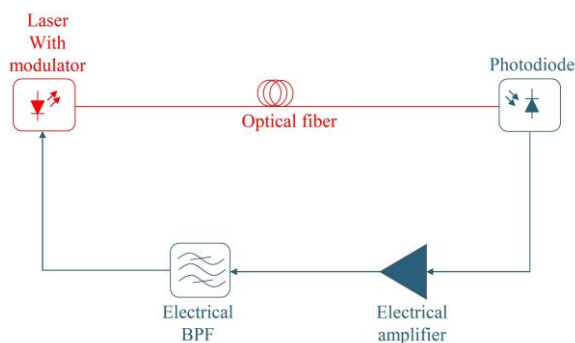 Laser
With
modulator
Photodiode
Optical fiber
Electrical
BPF
Electrical
amplifier